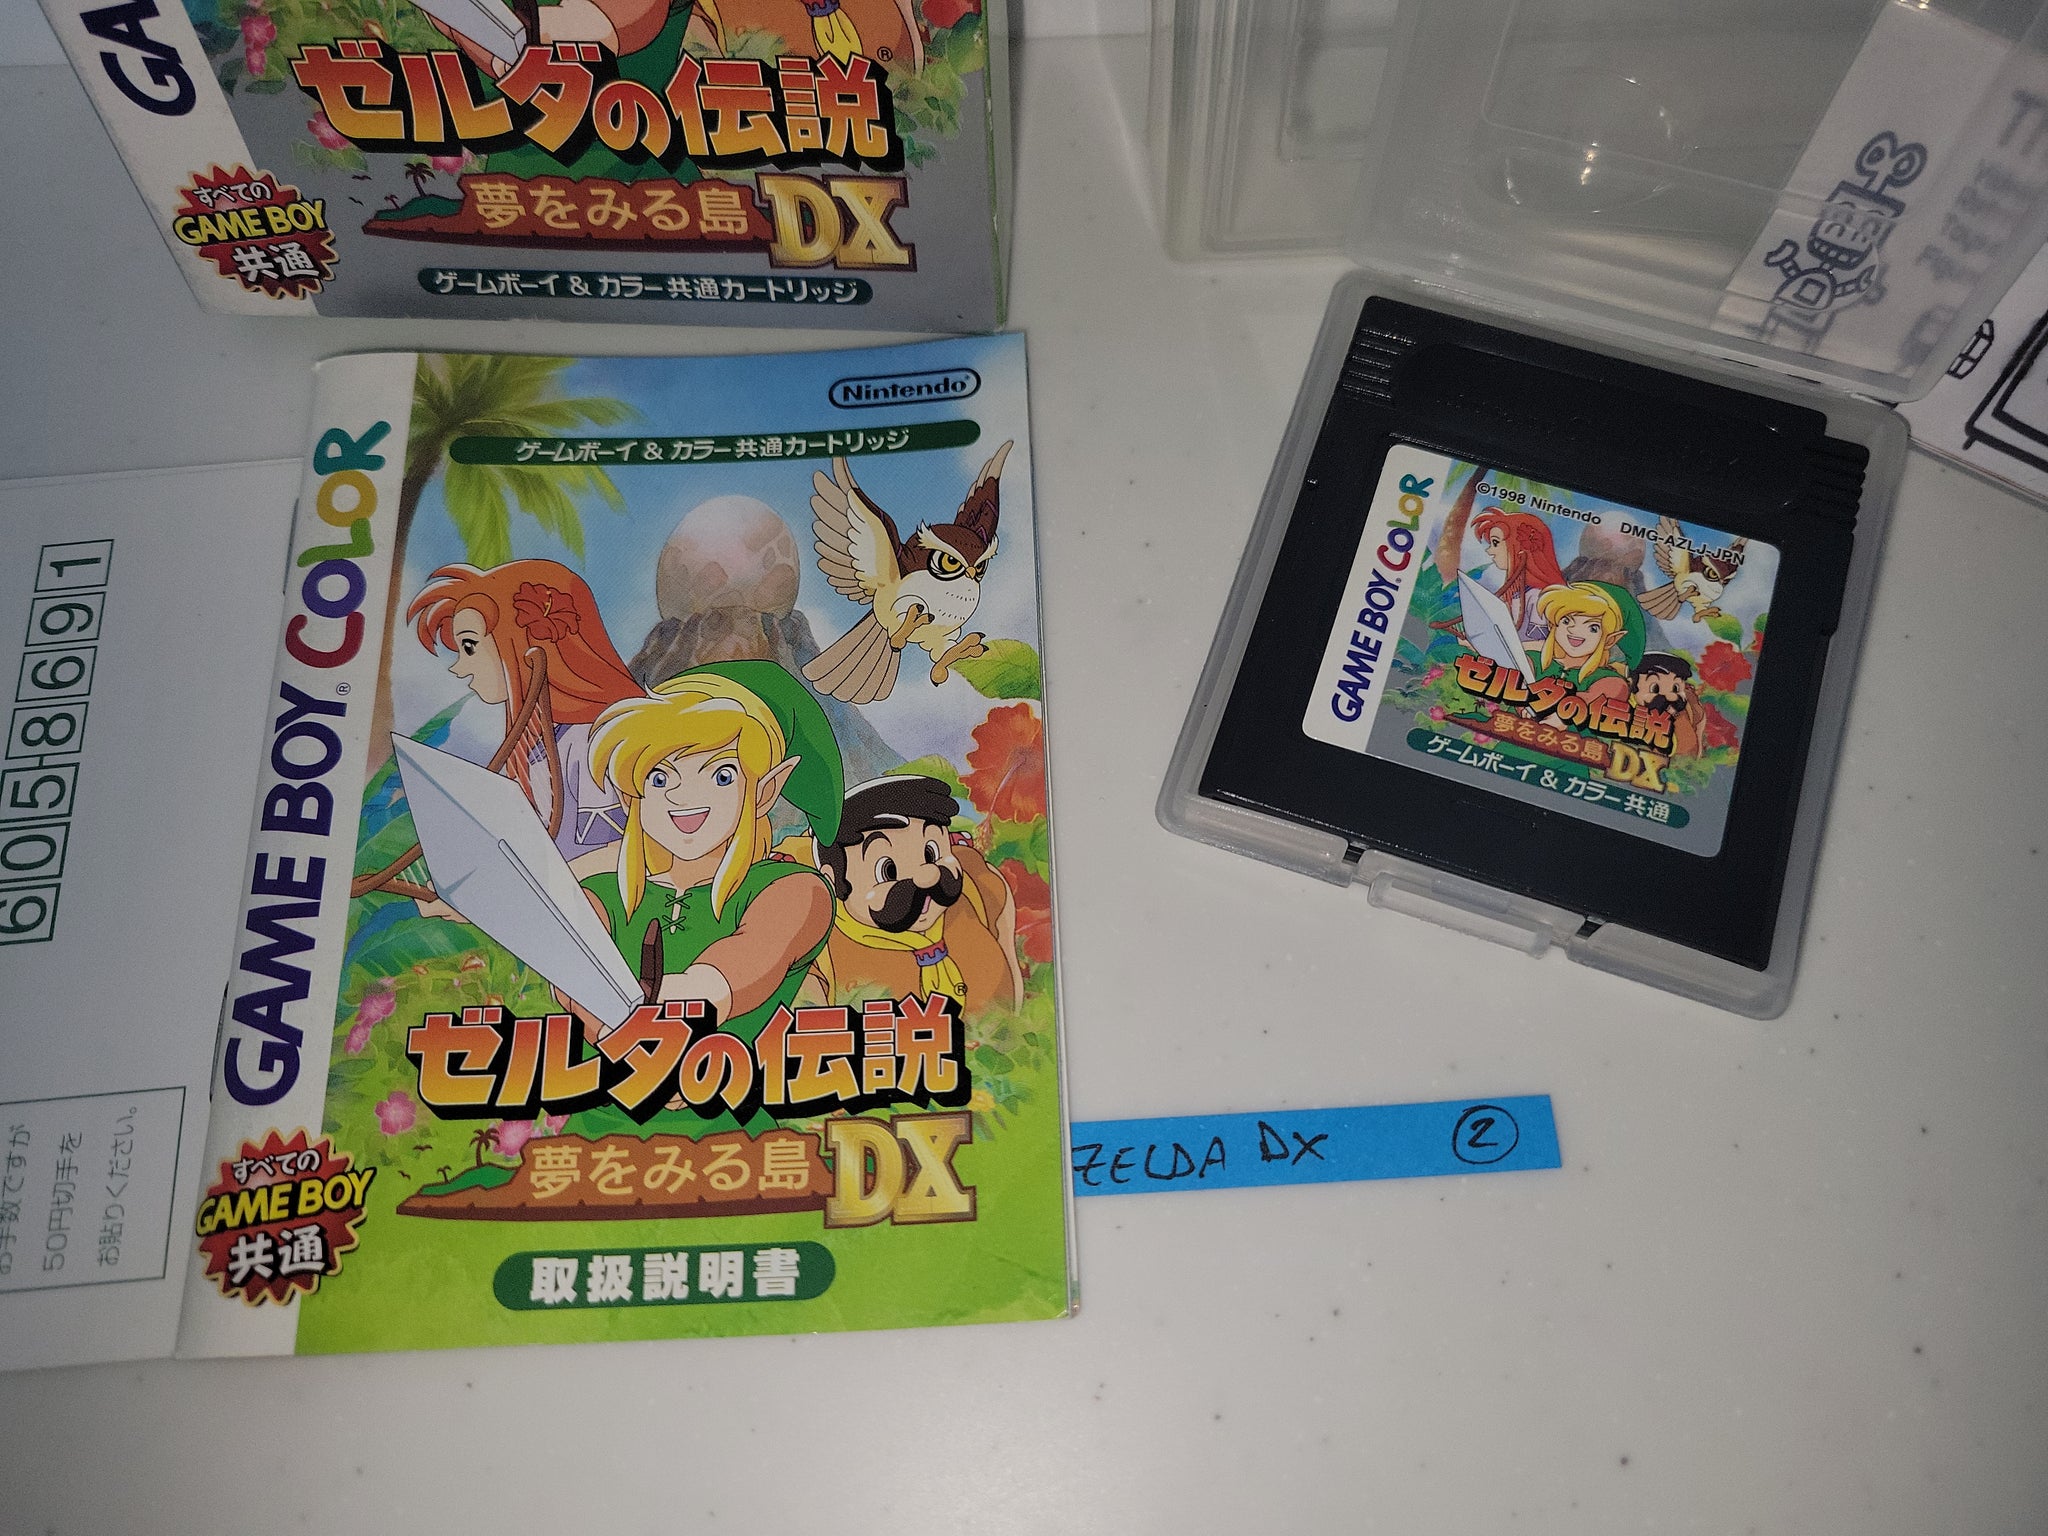 GA
ゼルダの伝説®
夢をみる島DX
すべての
GAME BOY
共通
ゲームボーイ & カラー共通カートリッジ
Nintendo®
ゲームボーイ & カラー共通カートリッジ
GAME BOY® COLOR
ゼルダの伝説®
夢をみる島DX
すべての
GAME BOY
共通
取扱説明書
6058691
お手数ですが
50円切手を
お貼りください。
©1998 Nintendo DMG-AZLJ-JPN
GAME BOY COLOR
ゼルダの伝説
夢をみる島DX
ゲームボーイ & カラー共通
ZELDA DX ②